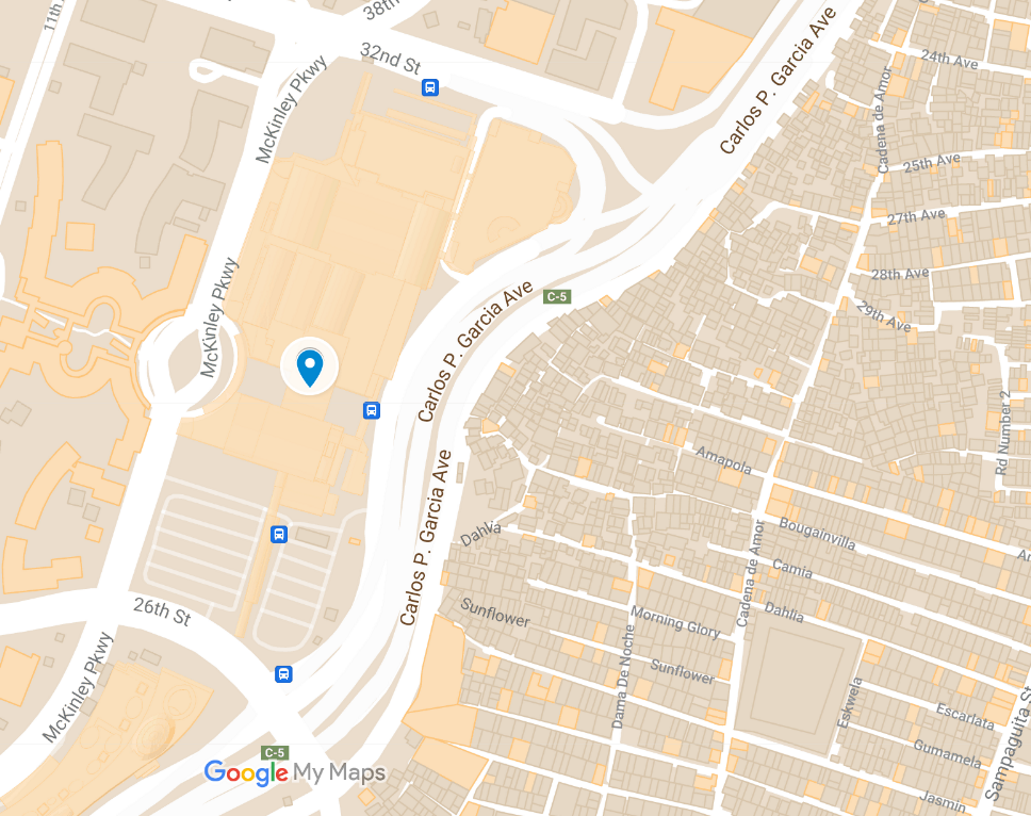 11th
38th
32nd St
McKinley Pkwy
Carlos P. Garcia Ave
24th Ave
Cadena de Amor
25th Ave
27th Ave
28th Ave
29th Ave
McKinley Pkwy
Carlos P. Garcia Ave
C-5
Rd Number 2
Amapola
Carlos P. Garcia Ave
Dahlia
Bougainvilla
Cadena de Amor
Camia
Dahlia
26th St
Sunflower
Morning Glory
Dama De Noche
Sunflower
McKinley Pkwy
Eskwela
Escarlata
Sampaguita S
Gumamela
C-5
Google My Maps
Jasmin